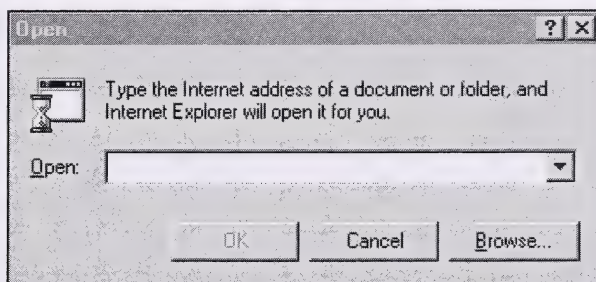 Open
? X
Type the Internet address of a document or folder, and
Internet Explorer will open it for you.
Open:
OK Cancel Browse...